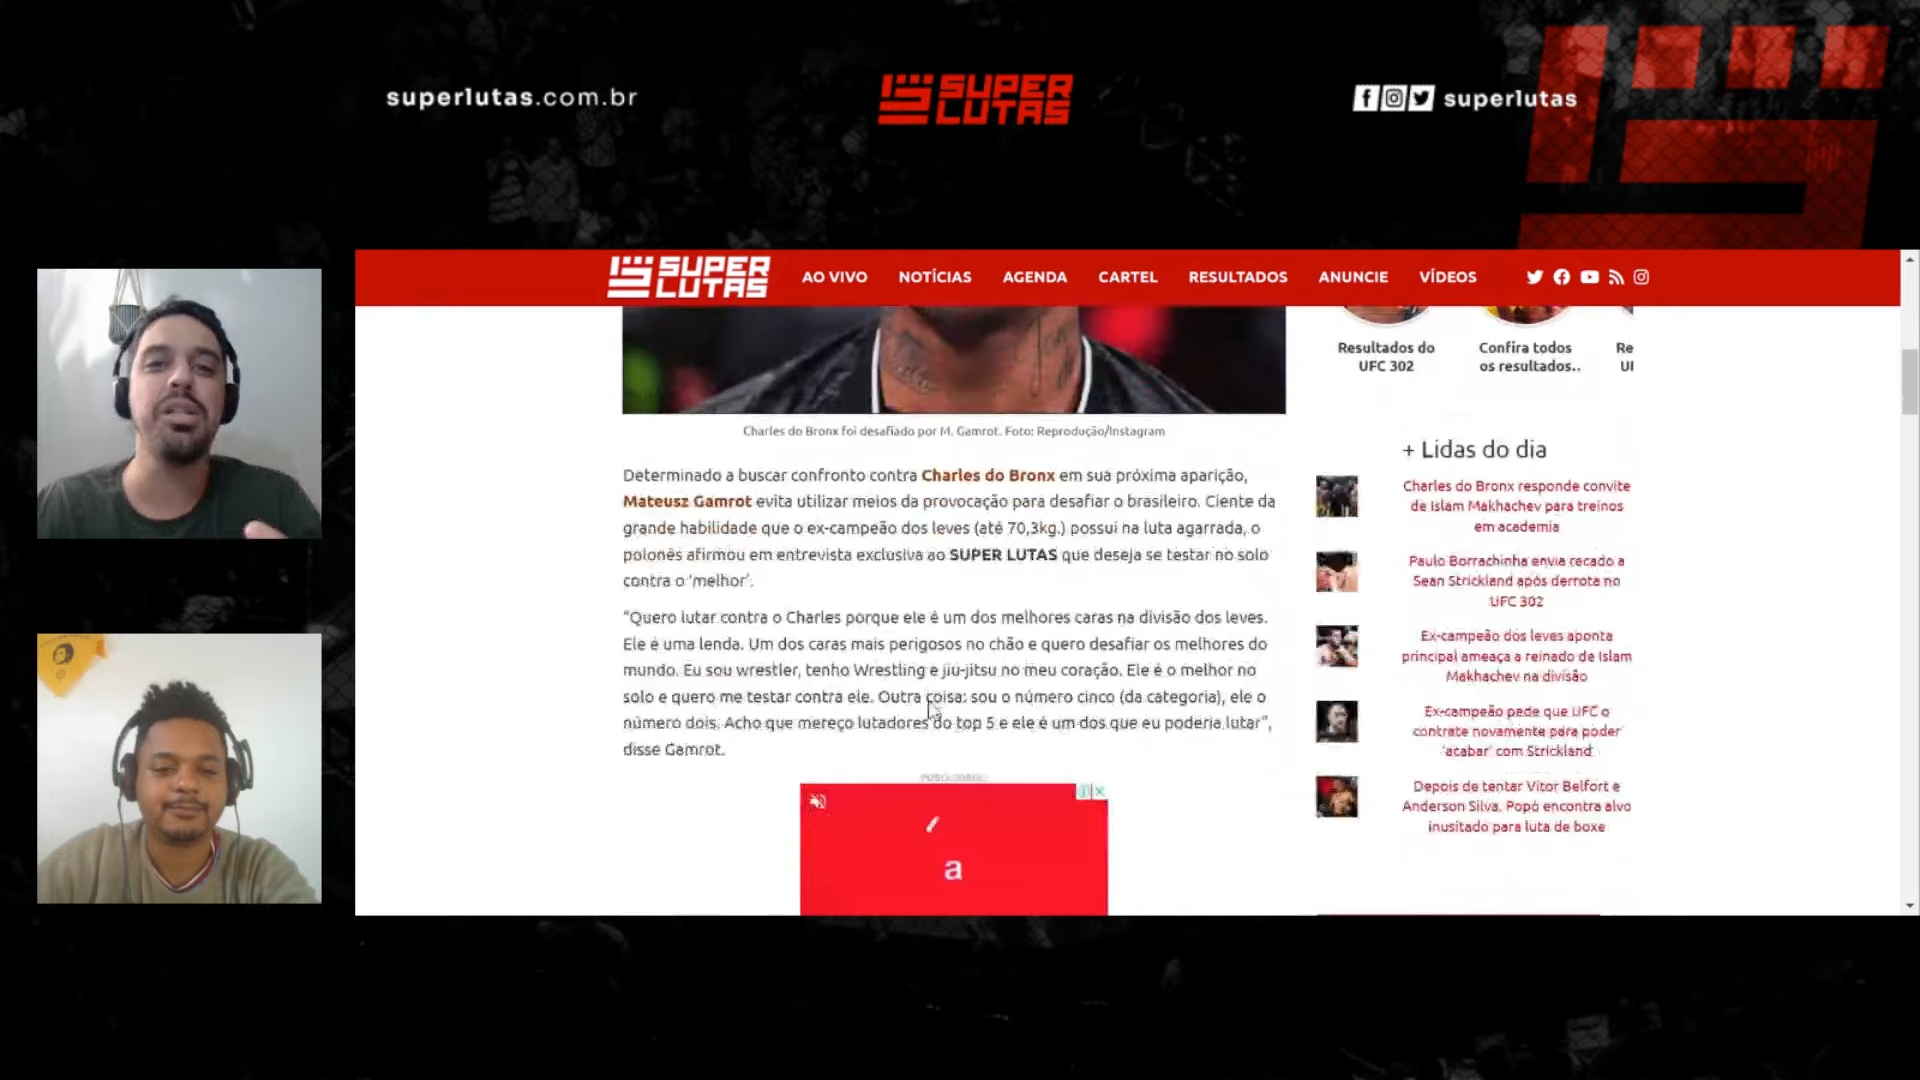 superlutas.com.br
SUPER
LUTAS
superlutas
SUPER
LUTAS
AO VIVO
NOTÍCIAS
AGENDA
CARTEL
RESULTADOS
ANUNCIE
VÍDEOS
Resultados do
UFC 302
Confira todos
os resultados..
Re
UI
Charles do Bronx foi desafiado por M. Gamrot. Foto: Reprodução/Instagram
Determinado a buscar confronto contra Charles do Bronx em sua próxima aparição,
Mateusz Gamrot evita utilizar meios da provocação para desafiar o brasileiro. Ciente da
grande habilidade que o ex-campeão dos leves (até 70,3kg.) possui na luta agarrada, o
polonês afirmou em entrevista exclusiva ao SUPER LUTAS que deseja se testar no solo
contra o ‘melhor’.
“Quero lutar contra o Charles porque ele é um dos melhores caras na divisão dos leves.
Ele é uma lenda. Um dos caras mais perigosos no chão e quero desafiar os melhores do
mundo. Eu sou wrestler, tenho Wrestling e jiu-jitsu no meu coração. Ele é o melhor no
solo e quero me testar contra ele. Outra coisa: sou o número cinco (da categoria), ele o
número dois. Acho que mereço lutadores do top 5 e ele é um dos que eu poderia lutar”,
disse Gamrot.
a
+ Lidas do dia
Charles do Bronx responde convite
de Islam Makhachev para treinos
em academia
Paulo Borrachinha envia recado a
Sean Strickland após derrota no
UFC 302
Ex-campeão dos leves aponta
principal ameaça a reinado de Islam
Makhachev na divisão
Ex-campeão pede que UFC o
contrate novamente para poder
‘acabar’ com Strickland
Depois de tentar Vitor Belfort e
Anderson Silva, Popó encontra alvo
inusitado para luta de boxe